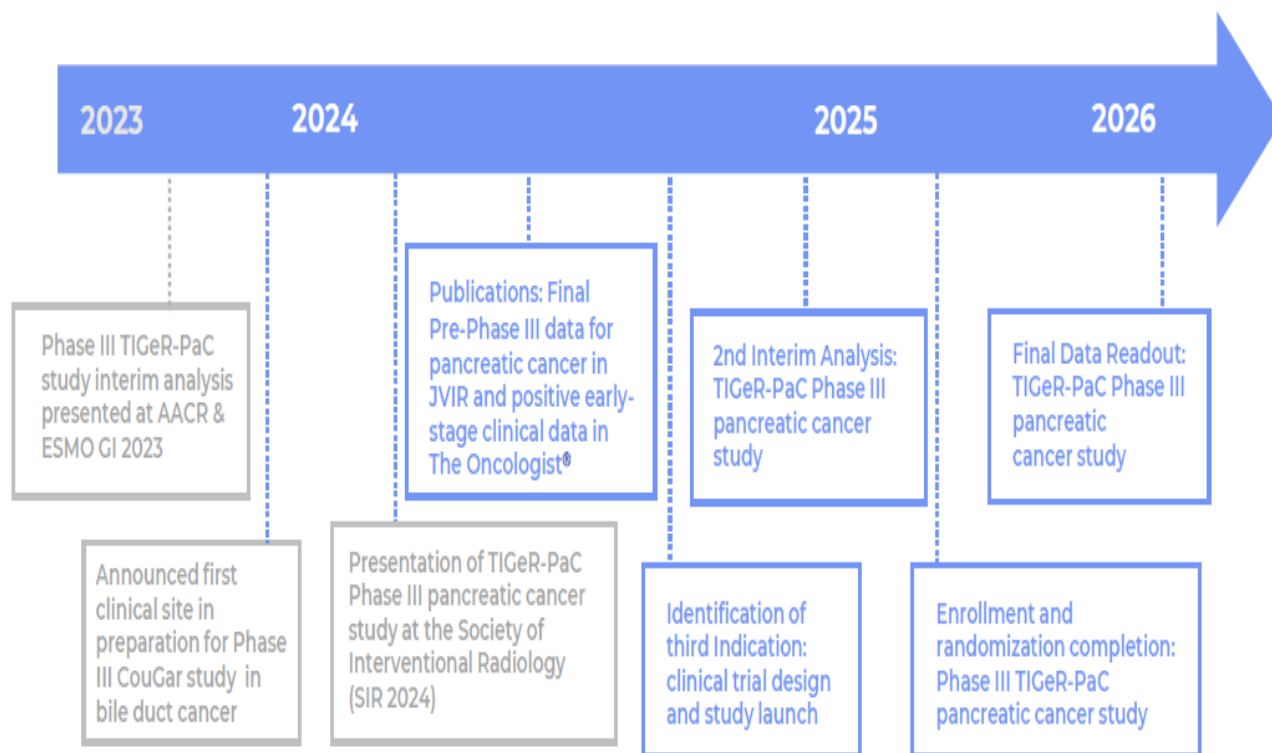 2023
2024
2025
2026
Phase III TIGeR-PaC
study interim analysis
presented at AACR &
ESMO GI 2023
Announced first
clinical site in
preparation for Phase
III CouGar study in
bile duct cancer
Presentation of TIGeR-PaC
Phase III pancreatic cancer
study at the Society of
Interventional Radiology
(SIR 2024)
Publications: Final
Pre-Phase III data for
pancreatic cancer in
JVIR and positive early-
stage clinical data in
The Oncologist®
Identification of
third Indication:
clinical trial design
and study launch
2nd Interim Analysis:
TIGeR-PaC Phase III
pancreatic cancer
study
Enrollment and
randomization completion:
Phase III TIGeR-PaC
pancreatic cancer study
Final Data Readout:
TIGeR-PaC Phase III
pancreatic
cancer study